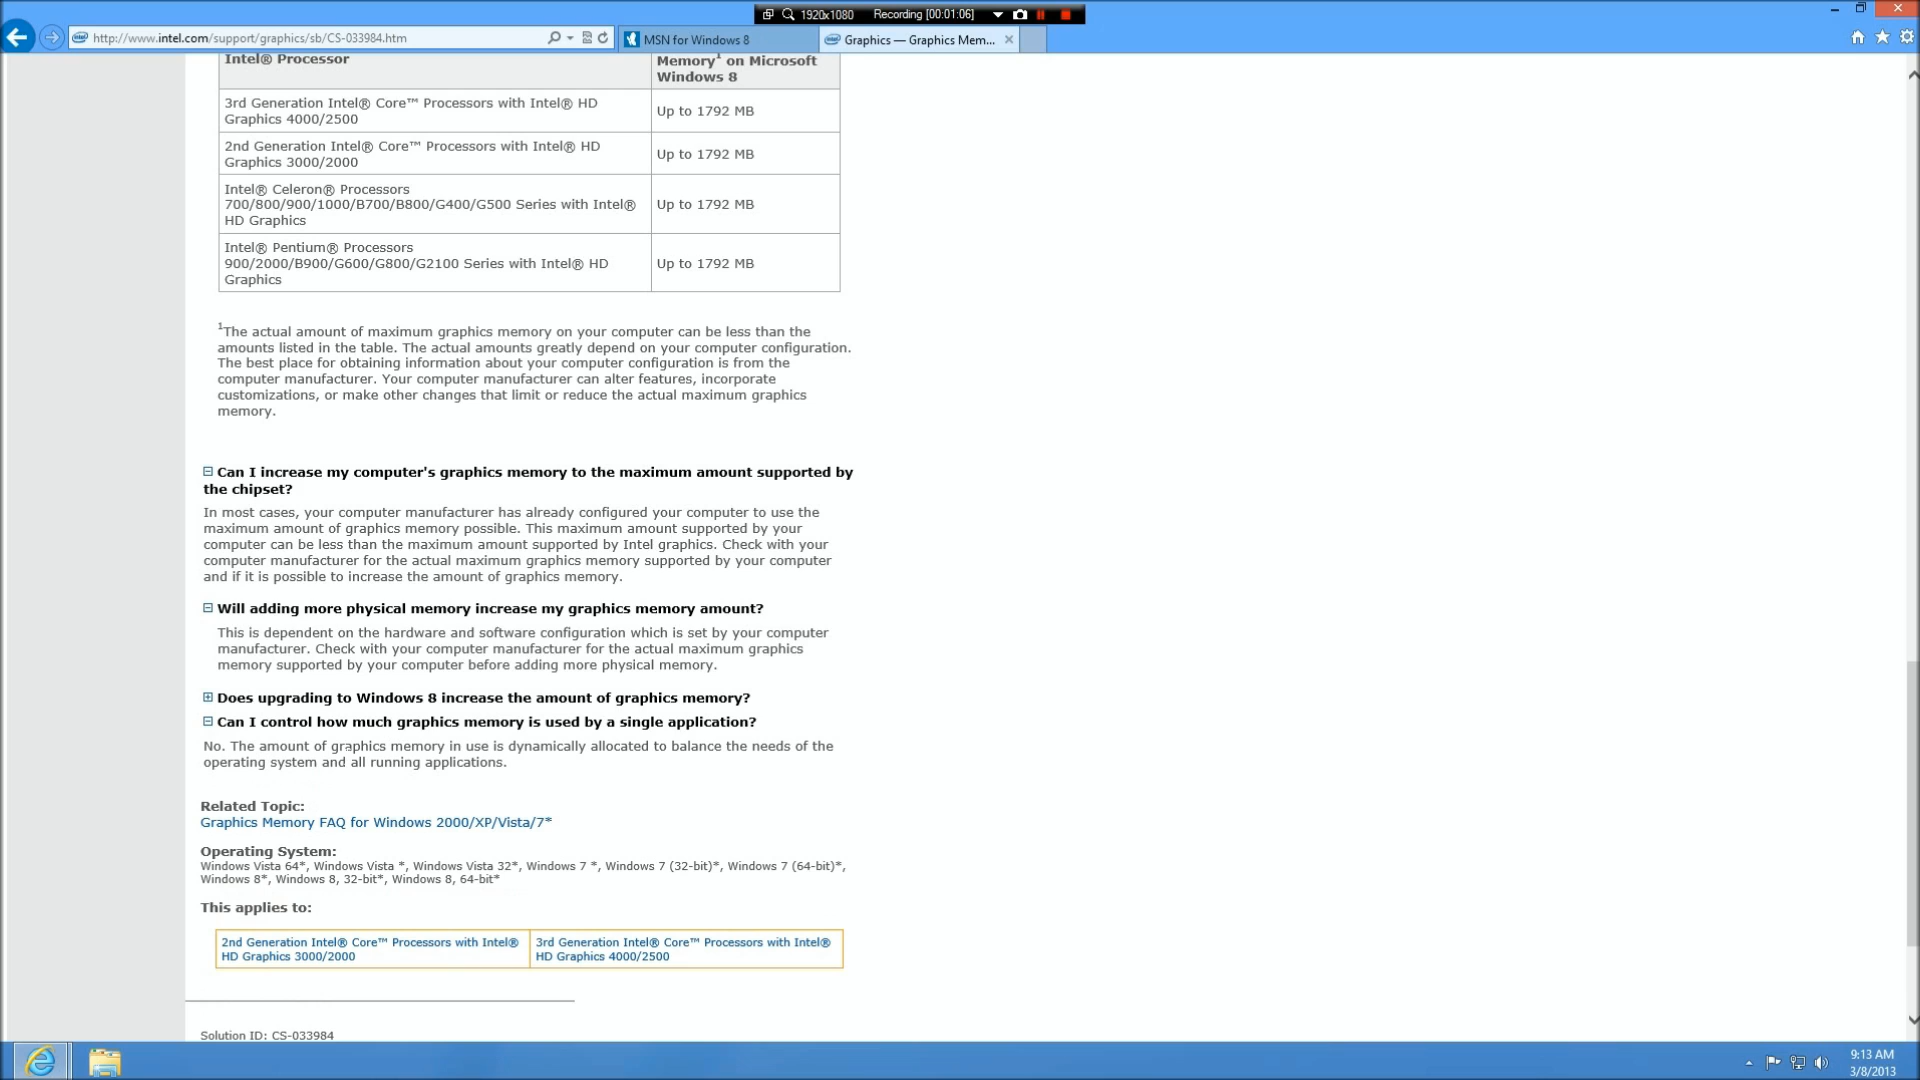 1920x1080 Recording [00:01:06]
http://www.intel.com/support/graphics/sb/CS-033984.htm
MSN for Windows 8
Graphics — Graphics Mem...
Intel® Processor
Memory¹ on Microsoft
Windows 8
3rd Generation Intel® Core™ Processors with Intel® HD
Graphics 4000/2500
Up to 1792 MB
2nd Generation Intel® Core™ Processors with Intel® HD
Graphics 3000/2000
Up to 1792 MB
Intel® Celeron® Processors
700/800/900/1000/B700/B800/G400/G500 Series with Intel®
HD Graphics
Up to 1792 MB
Intel® Pentium® Processors
900/2000/B900/G600/G800/G2100 Series with Intel® HD
Graphics
Up to 1792 MB
¹The actual amount of maximum graphics memory on your computer can be less than the
amounts listed in the table. The actual amounts greatly depend on your computer configuration.
The best place for obtaining information about your computer configuration is from the
computer manufacturer. Your computer manufacturer can alter features, incorporate
customizations, or make other changes that limit or reduce the actual maximum graphics
memory.
Can I increase my computer's graphics memory to the maximum amount supported by
the chipset?
In most cases, your computer manufacturer has already configured your computer to use the
maximum amount of graphics memory possible. This maximum amount supported by your
computer can be less than the maximum amount supported by Intel graphics. Check with your
computer manufacturer for the actual maximum graphics memory supported by your computer
and if it is possible to increase the amount of graphics memory.
Will adding more physical memory increase my graphics memory amount?
This is dependent on the hardware and software configuration which is set by your computer
manufacturer. Check with your computer manufacturer for the actual maximum graphics
memory supported by your computer before adding more physical memory.
Does upgrading to Windows 8 increase the amount of graphics memory?
Can I control how much graphics memory is used by a single application?
No. The amount of graphics memory in use is dynamically allocated to balance the needs of the
operating system and all running applications.
Related Topic:
Graphics Memory FAQ for Windows 2000/XP/Vista/7*
Operating System:
Windows Vista 64*, Windows Vista *, Windows Vista 32*, Windows 7 *, Windows 7 (32-bit)*, Windows 7 (64-bit)*,
Windows 8*, Windows 8, 32-bit*, Windows 8, 64-bit*
This applies to:
2nd Generation Intel® Core™ Processors with Intel®
HD Graphics 3000/2000
3rd Generation Intel® Core™ Processors with Intel®
HD Graphics 4000/2500
Solution ID: CS-033984
9:13 AM
3/8/2013